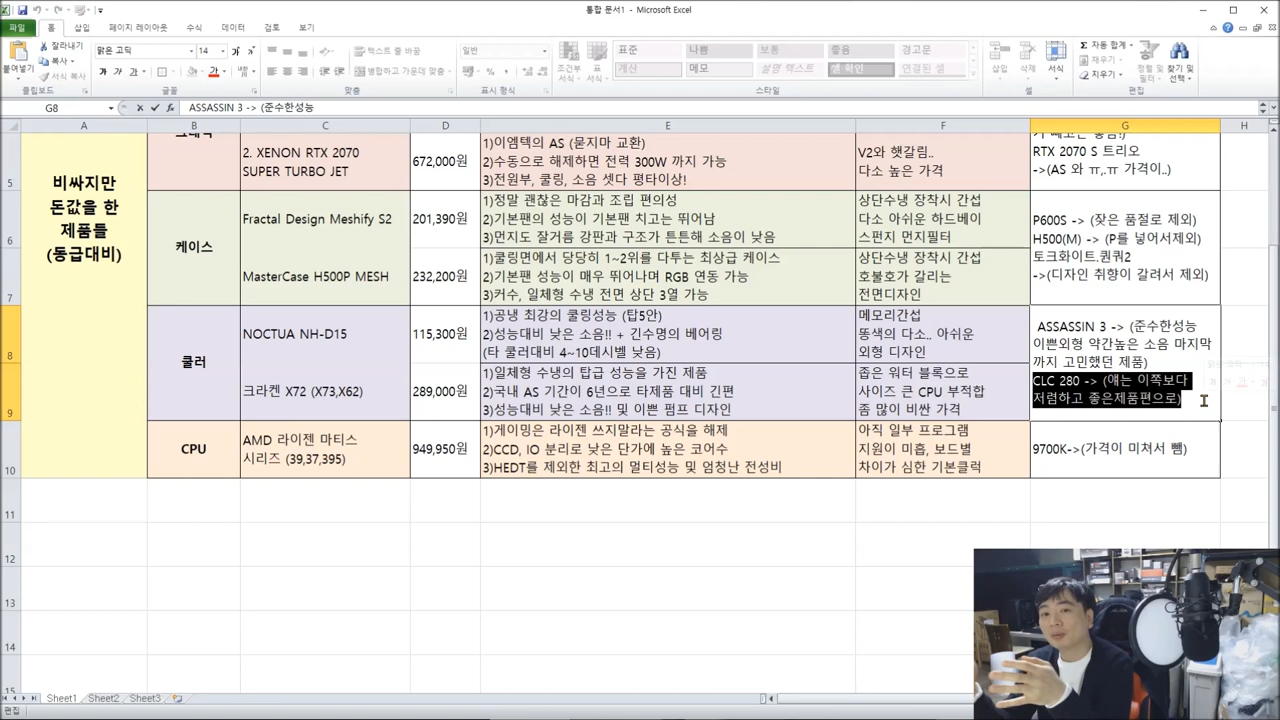 통합 문서1 - Microsoft Excel
파일 홈 삽입 페이지 레이아웃 수식 데이터 검토 보기
붙여넣기
잘라내기
복사
서식 복사
클립보드
맑은 고딕 14
글꼴
텍스트 줄 바꿈
병합하고 가운데 맞춤
맞춤
일반
표시 형식
조건부 서식
표준 나쁨 보통 좋음 경고문
계산 메모 설명 텍스트 셀 확인 연결된 셀
스타일
삽입 삭제 서식
셀
자동 합계
채우기
지우기
정렬 및 필터
찾기 및 선택
편집
G8 ASSASSIN 3 -> (준수한성능
A B C D E F G H
5
2. XENON RTX 2070
SUPER TURBO JET
672,000원
1)이엠텍의 AS (묻지마 교환)
2)수동으로 해제하면 전력 300W 까지 가능
3)전원부, 쿨링, 소음 셋다 평타이상!
V2와 햇갈림..
다소 높은 가격
RTX 2070 S 트리오
->(AS 와 ㅠ,.ㅠ 가격이..)
비싸지만
돈값을 한
제품들
(동급대비)
6
케이스
Fractal Design Meshify S2
201,390원
1)정말 괜찮은 마감과 조립 편의성
2)기본팬의 성능이 기본팬 치고는 뛰어남
3)먼지도 잘거름 강판과 구조가 튼튼해 소음이 낮음
상단수냉 장착시 간섭
다소 아쉬운 하드베이
스펀지 먼지필터
P600S -> (잦은 품절로 제외)
H500(M) -> (P를 넣어서제외)
토크화이트.퀀쿼2
->(디자인 취향이 갈려서 제외)
7
MasterCase H500P MESH
232,200원
1)쿨링면에서 당당히 1~2위를 다투는 최상급 케이스
2)기본팬 성능이 매우 뛰어나며 RGB 연동 가능
3)커수, 일체형 수냉 전면 상단 3열 가능
상단수냉 장착시 간섭
호불호가 갈리는
전면디자인
8
쿨러
NOCTUA NH-D15
115,300원
1)공냉 최강의 쿨링성능 (탑5안)
2)성능대비 낮은 소음!! + 긴수명의 베어링
(타 쿨러대비 4~10데시벨 낮음)
메모리간섭
똥색의 다소.. 아쉬운
외형 디자인
ASSASSIN 3 -> (준수한성능
이쁜외형 약간높은 소음 마지막
까지 고민했던 제품)
CLC 280 -> (얘는 이쪽보다
저렴하고 좋은제품편으로)
9
크라켄 X72 (X73,X62)
289,000원
1)일체형 수냉의 탑급 성능을 가진 제품
2)국내 AS 기간이 6년으로 타제품 대비 긴편
3)성능대비 낮은 소음!! 및 이쁜 펌프 디자인
좁은 워터 블록으로
사이즈 큰 CPU 부적합
좀 많이 비싼 가격
10
CPU
AMD 라이젠 마티스
시리즈 (39,37,395)
949,950원
1)게이밍은 라이젠 쓰지말라는 공식을 해제
2)CCD, IO 분리로 낮은 단가에 높은 코어수
3)HEDT를 제외한 최고의 멀티성능 및 엄청난 전성비
아직 일부 프로그램
지원이 미흡, 보드별
차이가 심한 기본클럭
9700K->(가격이 미쳐서 뺌)
11
12
13
14
15
Sheet1 Sheet2 Sheet3
편집